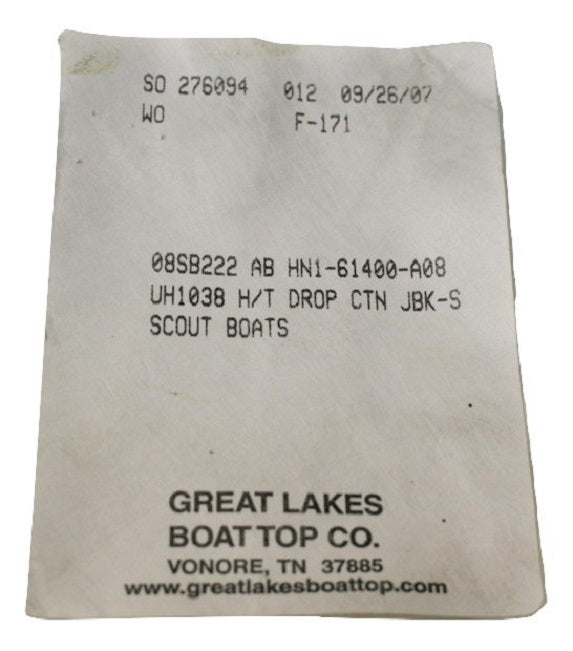 SO 276094 012 09/26/07
WO F-171
08SB222 AB HN1-61400-A08
UH1038 H/T DROP CTN JBK-S
SCOUT BOATS
GREAT LAKES
BOAT TOP CO.
VONORE, TN 37885
www.greatlakesboattop.com